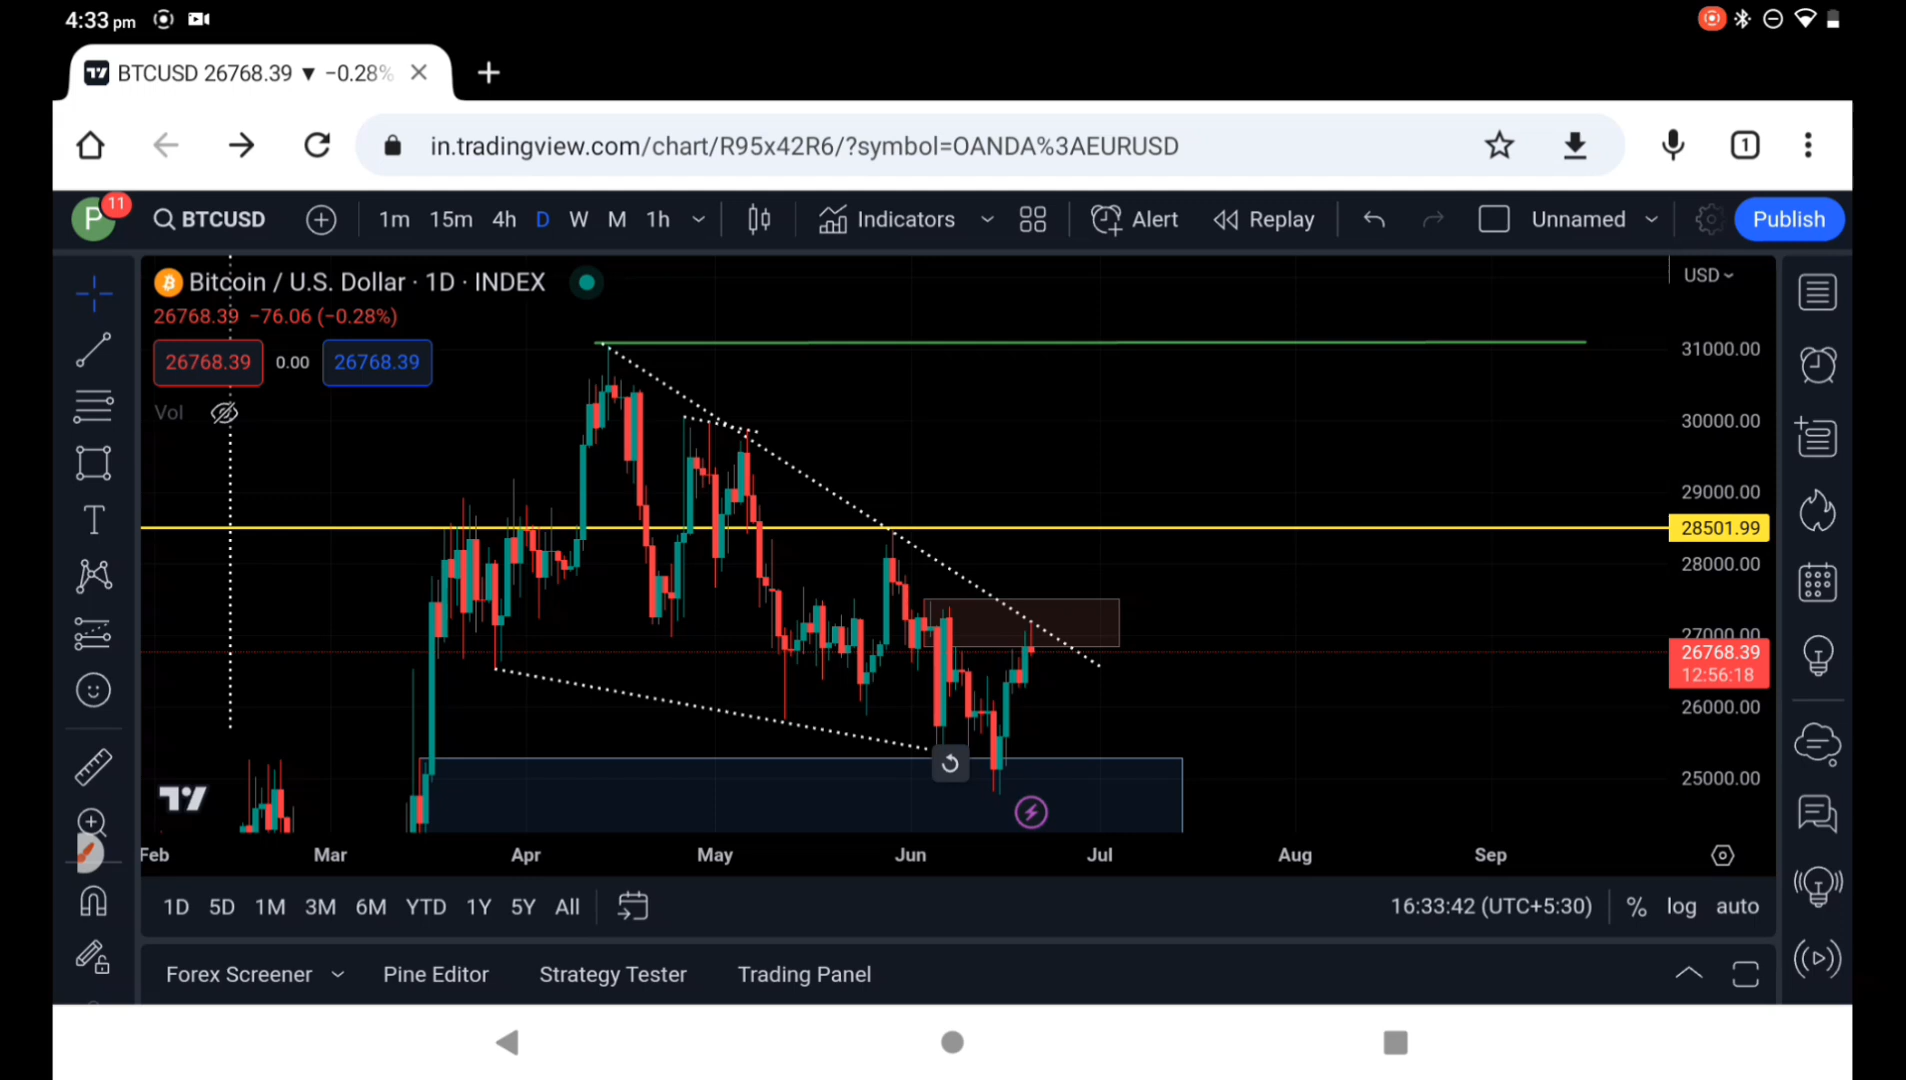 4:33 pm
BTCUSD 26768.39 ▼ −0.28%
in.tradingview.com/chart/R95x42R6/?symbol=OANDA%3AEURUSD
1
P 11 BTCUSD 1m 15m 4h D W M 1h Indicators Alert Replay Unnamed Publish
Bitcoin / U.S. Dollar · 1D · INDEX
USD
26768.39 −76.06 (−0.28%)
26768.39 0.00 26768.39
Vol
31000.00
30000.00
29000.00
28501.99
28000.00
27000.00
26768.39
12:56:18
26000.00
25000.00
Feb Mar Apr May Jun Jul Aug Sep
1D 5D 1M 3M 6M YTD 1Y 5Y All 16:33:42 (UTC+5:30) % log auto
Forex Screener Pine Editor Strategy Tester Trading Panel